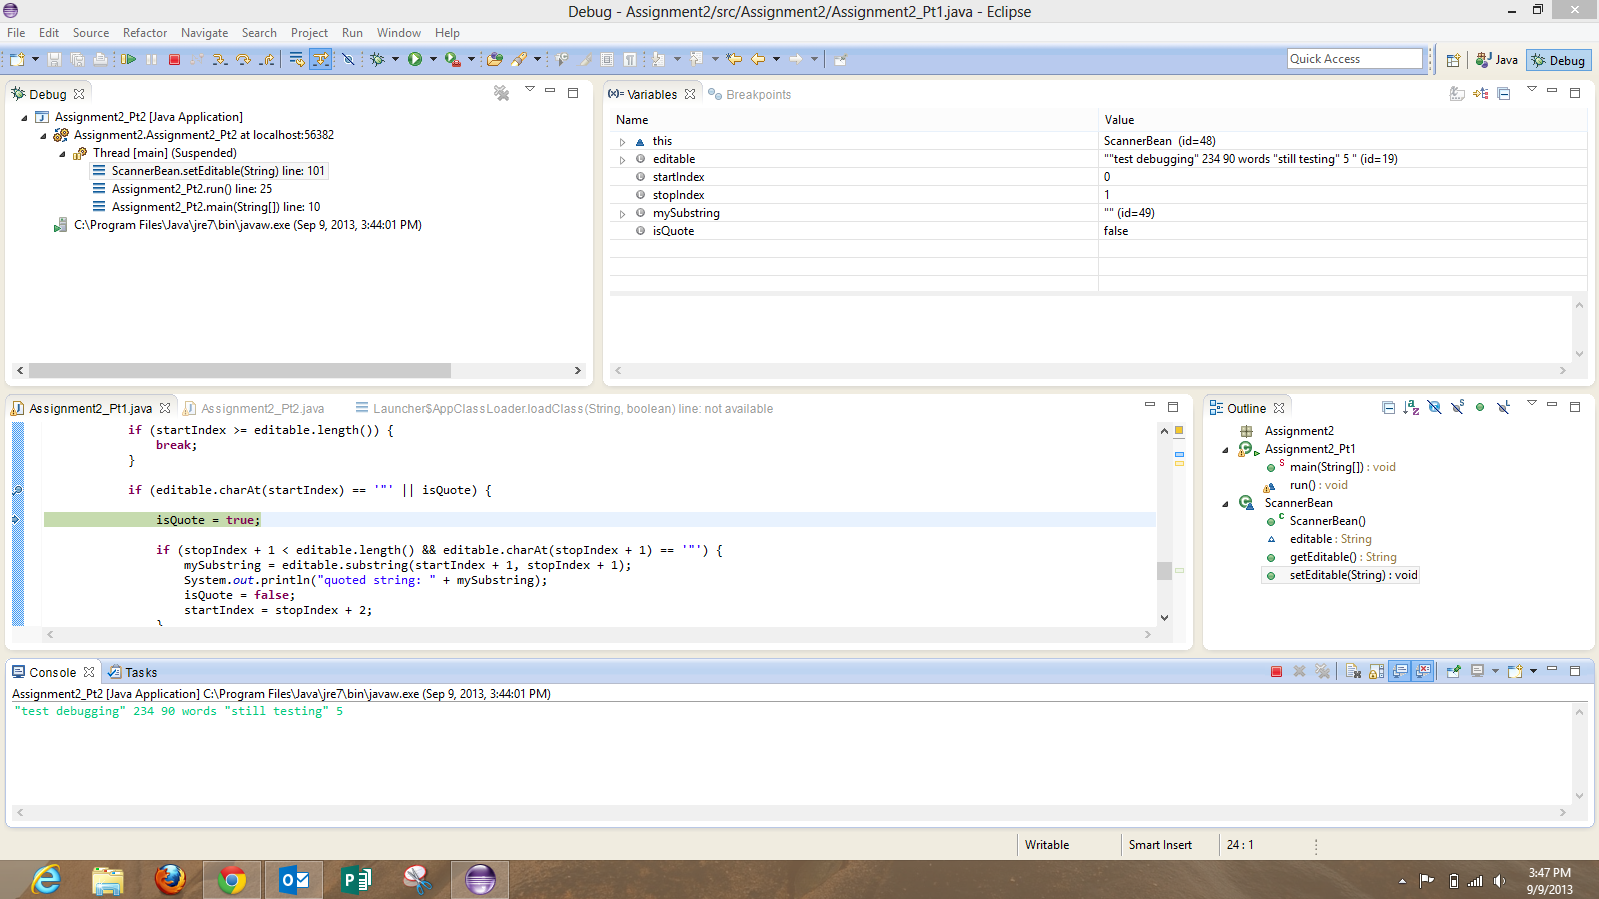 Debug - Assignment2/src/Assignment2/Assignment2_Pt1.java - Eclipse
File Edit Source Refactor Navigate Search Project Run Window Help
Quick Access
Java
Debug
Debug
Assignment2_Pt2 [Java Application]
Assignment2.Assignment2_Pt2 at localhost:56382
Thread [main] (Suspended)
ScannerBean.setEditable(String) line: 101
Assignment2_Pt2.run() line: 25
Assignment2_Pt2.main(String[]) line: 10
C:\Program Files\Java\jre7\bin\javaw.exe (Sep 9, 2013, 3:44:01 PM)
Variables Breakpoints
Name Value
this ScannerBean (id=48)
editable ""test debugging" 234 90 words "still testing" 5 " (id=19)
startIndex 0
stopIndex 1
mySubstring "" (id=49)
isQuote false
Assignment2_Pt1.java Assignment2_Pt2.java Launcher$AppClassLoader.loadClass(String, boolean) line: not available
if (startIndex >= editable.length()) {
break;
}
if (editable.charAt(startIndex) == '"' || isQuote) {
isQuote = true;
if (stopIndex + 1 < editable.length() && editable.charAt(stopIndex + 1) == '"') {
mySubstring = editable.substring(startIndex + 1, stopIndex + 1);
System.out.println("quoted string: " + mySubstring);
isQuote = false;
startIndex = stopIndex + 2;
}
Outline
Assignment2
Assignment2_Pt1
main(String[]) : void
run() : void
ScannerBean
ScannerBean()
editable : String
getEditable() : String
setEditable(String) : void
Console Tasks
Assignment2_Pt2 [Java Application] C:\Program Files\Java\jre7\bin\javaw.exe (Sep 9, 2013, 3:44:01 PM)
"test debugging" 234 90 words "still testing" 5
Writable Smart Insert 24 : 1
3:47 PM
9/9/2013